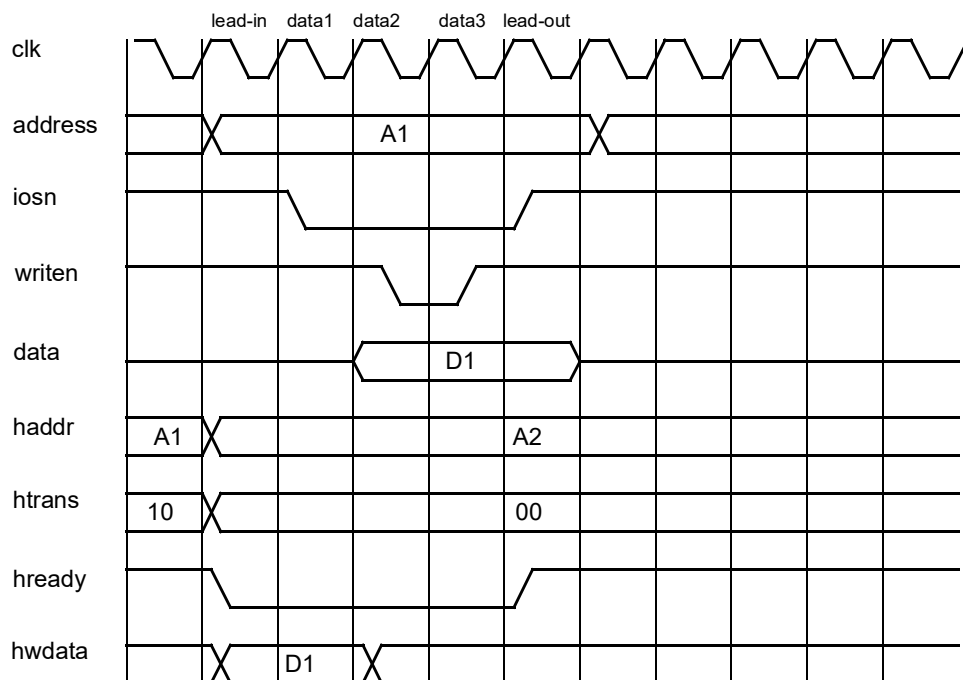 lead-in data1 data2 data3 lead-out
clk
address A1
iosn
writen
data D1
haddr A1 A2
htrans 10 00
hready
hwdata D1